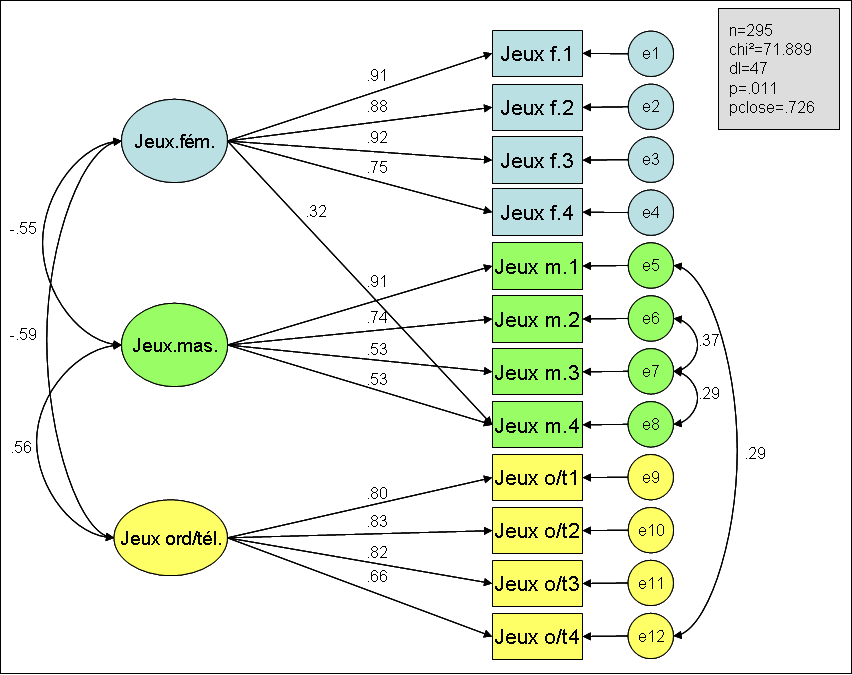 n=295
chi²=71.889
dl=47
p=.011
pclose=.726
Jeux f.1
e1
.91
Jeux f.2
e2
.88
Jeux.fém.
.92
Jeux f.3
e3
.75
Jeux f.4
e4
.32
-.55
Jeux m.1
e5
.91
Jeux m.2
e6
.74
-.59
.37
Jeux.mas.
.53
Jeux m.3
e7
.53
.29
Jeux m.4
e8
.56
.29
Jeux o/t1
e9
.80
.83
Jeux o/t2
e10
Jeux ord/tél.
.82
Jeux o/t3
e11
.66
Jeux o/t4
e12